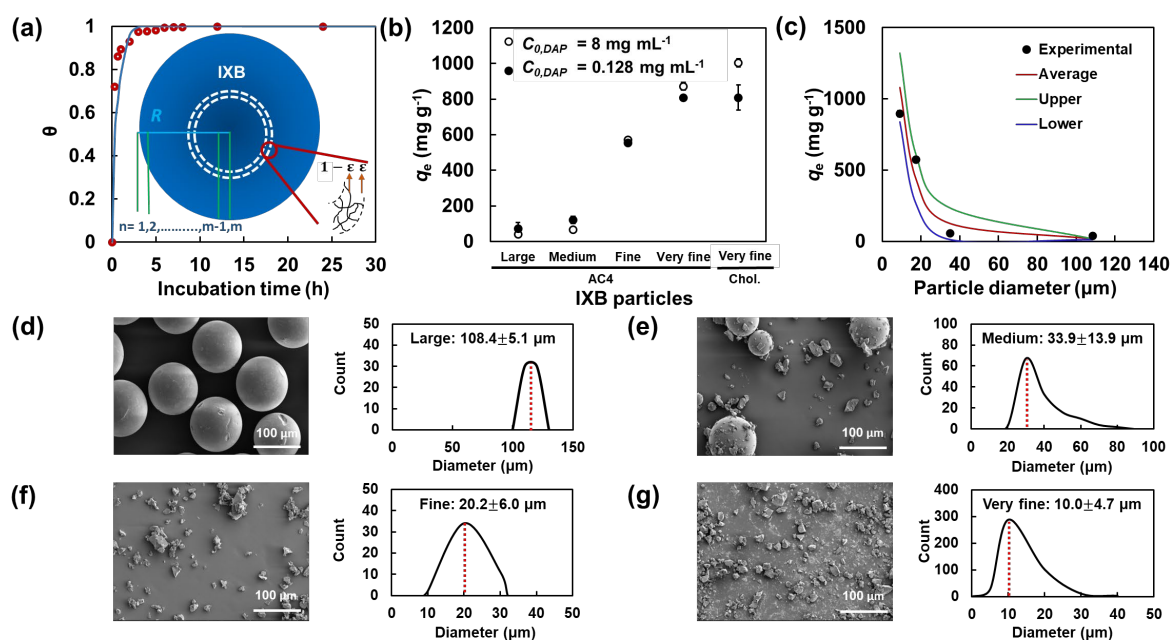 (a)
1
0.8
0.6
0.4
0.2
0
θ
0 5 10 15 20 25 30
Incubation time (h)
IXB
R
1 − ε ε
n= 1,2,..........,m-1,m
(b)
1200
1000
800
600
400
200
0
qe (mg g-1)
C0,DAP = 8 mg mL-1
C0,DAP = 0.128 mg mL-1
Large Medium Fine Very fine Very fine
AC4 Chol.
IXB particles
(c)
1500
1000
500
0
qe (mg g-1)
Experimental
Average
Upper
Lower
0 20 40 60 80 100 120 140
Particle diameter (µm)
(d)
100 µm
50
40
30
20
10
0
Count
Large: 108.4±5.1 µm
0 50 100 150
Diameter (µm)
(e)
100 µm
100
80
60
40
20
0
Count
Medium: 33.9±13.9 µm
0 20 40 60 80 100
Diameter (µm)
(f)
100 µm
40
30
20
10
0
Count
Fine: 20.2±6.0 µm
0 10 20 30 40 50
Diameter (µm)
(g)
100 µm
400
300
200
100
0
Count
Very fine: 10.0±4.7 µm
0 10 20 30 40 50
Diameter (µm)